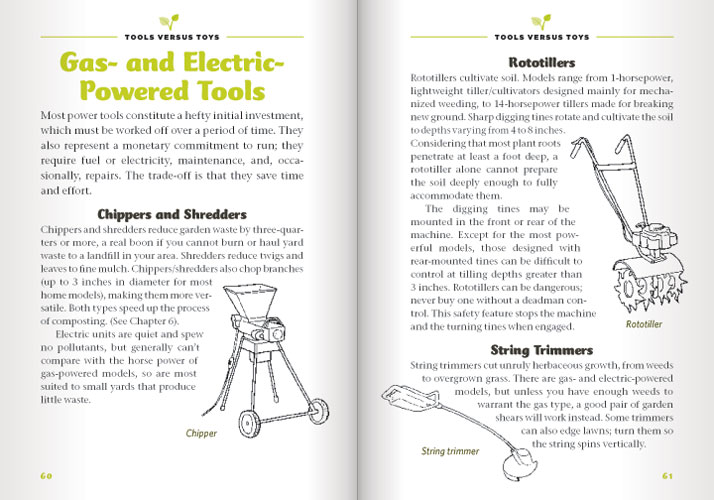 TOOLS VERSUS TOYS
Gas- and Electric-
Powered Tools
Most power tools constitute a hefty initial investment,
which must be worked off over a period of time. They
also represent a monetary commitment to run; they
require fuel or electricity, maintenance, and, occa-
sionally, repairs. The trade-off is that they save time
and effort.
Chippers and Shredders
Chippers and shredders reduce garden waste by three-quar-
ters or more, a real boon if you cannot burn or haul yard
waste to a landfill in your area. Shredders reduce twigs and
leaves to fine mulch. Chippers/shredders also chop branches
(up to 3 inches in diameter for most
home models), making them more ver-
satile. Both types speed up the process
of composting. (See Chapter 6).
Electric units are quiet and spew
no pollutants, but generally can't
compare with the horse power of
gas-powered models, so are most
suited to small yards that produce
little waste.
Chipper
60
TOOLS VERSUS TOYS
Rototillers
Rototillers cultivate soil. Models range from 1-horsepower,
lightweight tiller/cultivators designed mainly for mecha-
nized weeding, to 14-horsepower tillers made for breaking
new ground. Sharp digging tines rotate and cultivate the soil
to depths varying from 4 to 8 inches.
Considering that most plant roots
penetrate at least a foot deep, a
rototiller alone cannot prepare
the soil deeply enough to fully
accommodate them.
The digging tines may be
mounted in the front or rear of the
machine. Except for the most pow-
erful models, those designed with
rear-mounted tines can be difficult to
control at tilling depths greater than
3 inches. Rototillers can be dangerous;
never buy one without a deadman con-
trol. This safety feature stops the machine
and the turning tines when engaged.
Rototiller
String Trimmers
String trimmers cut unruly herbaceous growth, from weeds
to overgrown grass. There are gas- and electric-powered
models, but unless you have enough weeds to
warrant the gas type, a good pair of garden
shears will work instead. Some trimmers
can also edge lawns; turn them so
the string spins vertically.
String trimmer
61